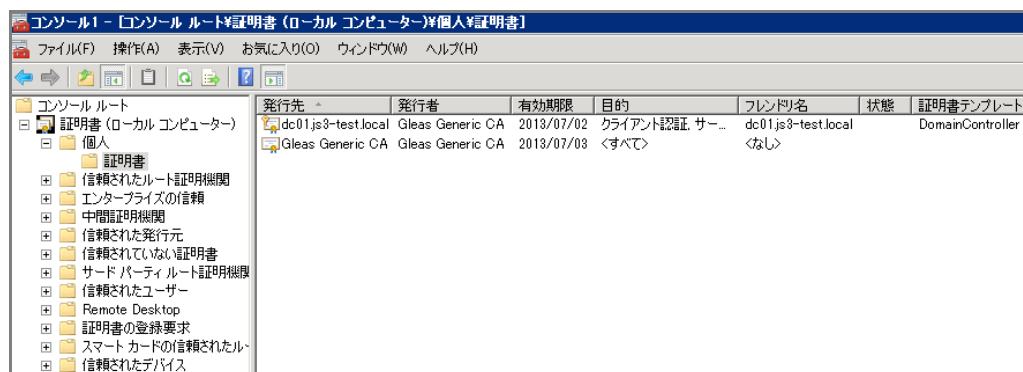 コンソール1 - [コンソール ルート¥証明書 (ローカル コンピューター)¥個人¥証明書]
ファイル(F) 操作(A) 表示(V) お気に入り(O) ウィンドウ(W) ヘルプ(H)
コンソール ルート
証明書 (ローカル コンピューター)
個人
証明書
信頼されたルート証明機関
エンタープライズの信頼
中間証明機関
信頼された発行元
信頼されていない証明書
サード パーティ ルート証明機関
信頼されたユーザー
Remote Desktop
証明書の登録要求
スマート カードの信頼されたル
信頼されたデバイス
発行先 発行者 有効期限 目的 フレンドリ名 状態 証明書テンプレート
dc01.js3-test.local Gleas Generic CA 2013/07/02 クライアント認証, サー... dc01.js3-test.local DomainController
Gleas Generic CA Gleas Generic CA 2013/07/03 <すべて> <なし>